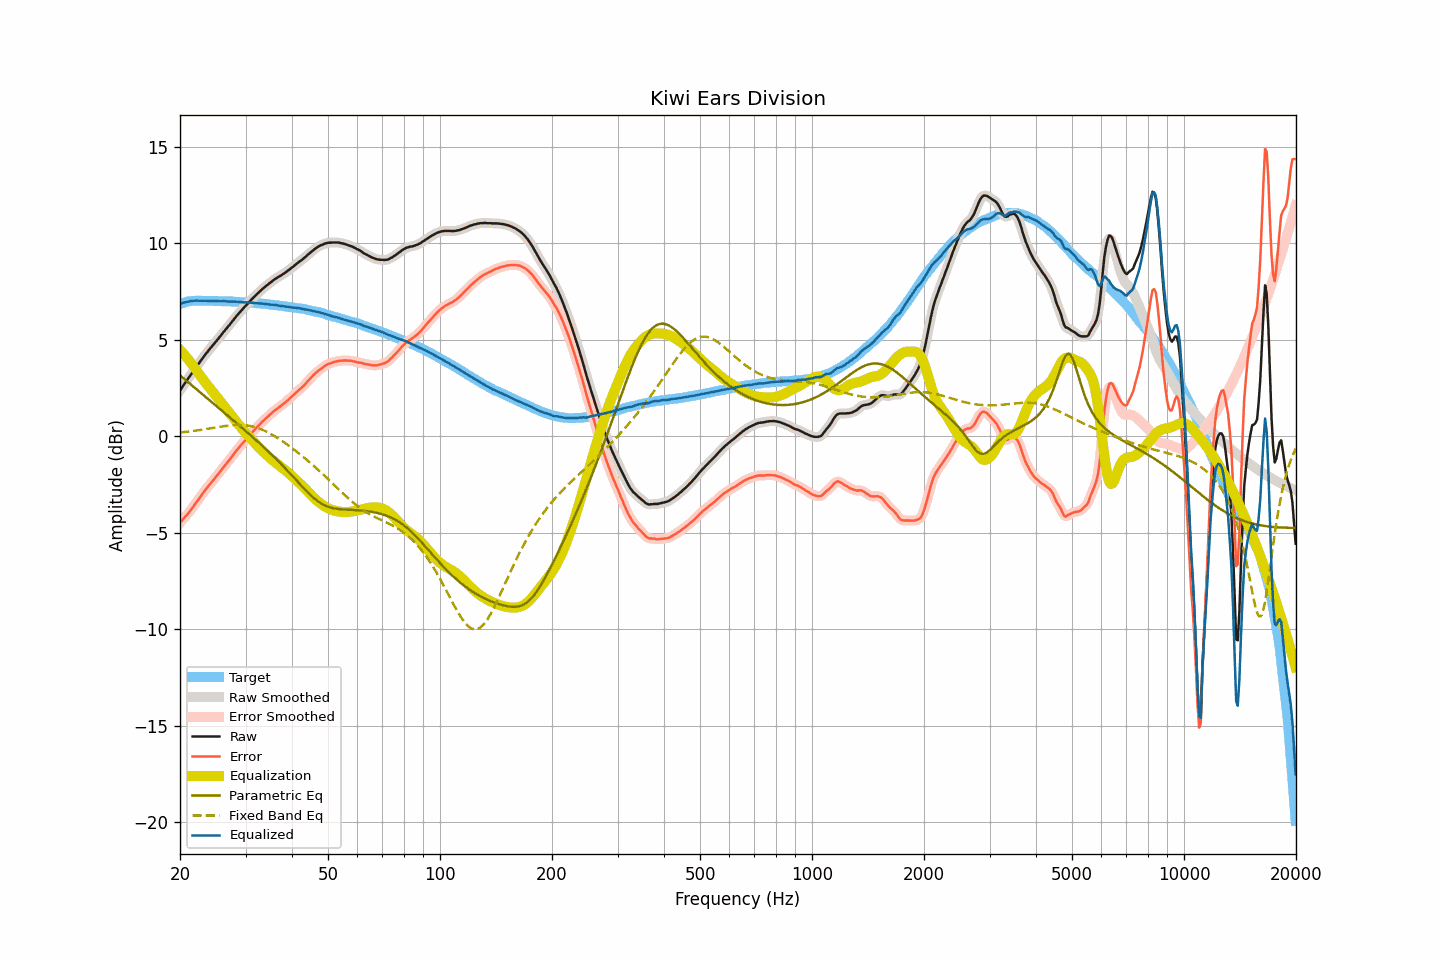 Kiwi Ears Division
15
10
5
0
−5
−10
−15
−20
Amplitude (dBr)
Target
Raw Smoothed
Error Smoothed
Raw
Error
Equalization
Parametric Eq
Fixed Band Eq
Equalized
20 50 100 200 500 1000 2000 5000 10000 20000
Frequency (Hz)